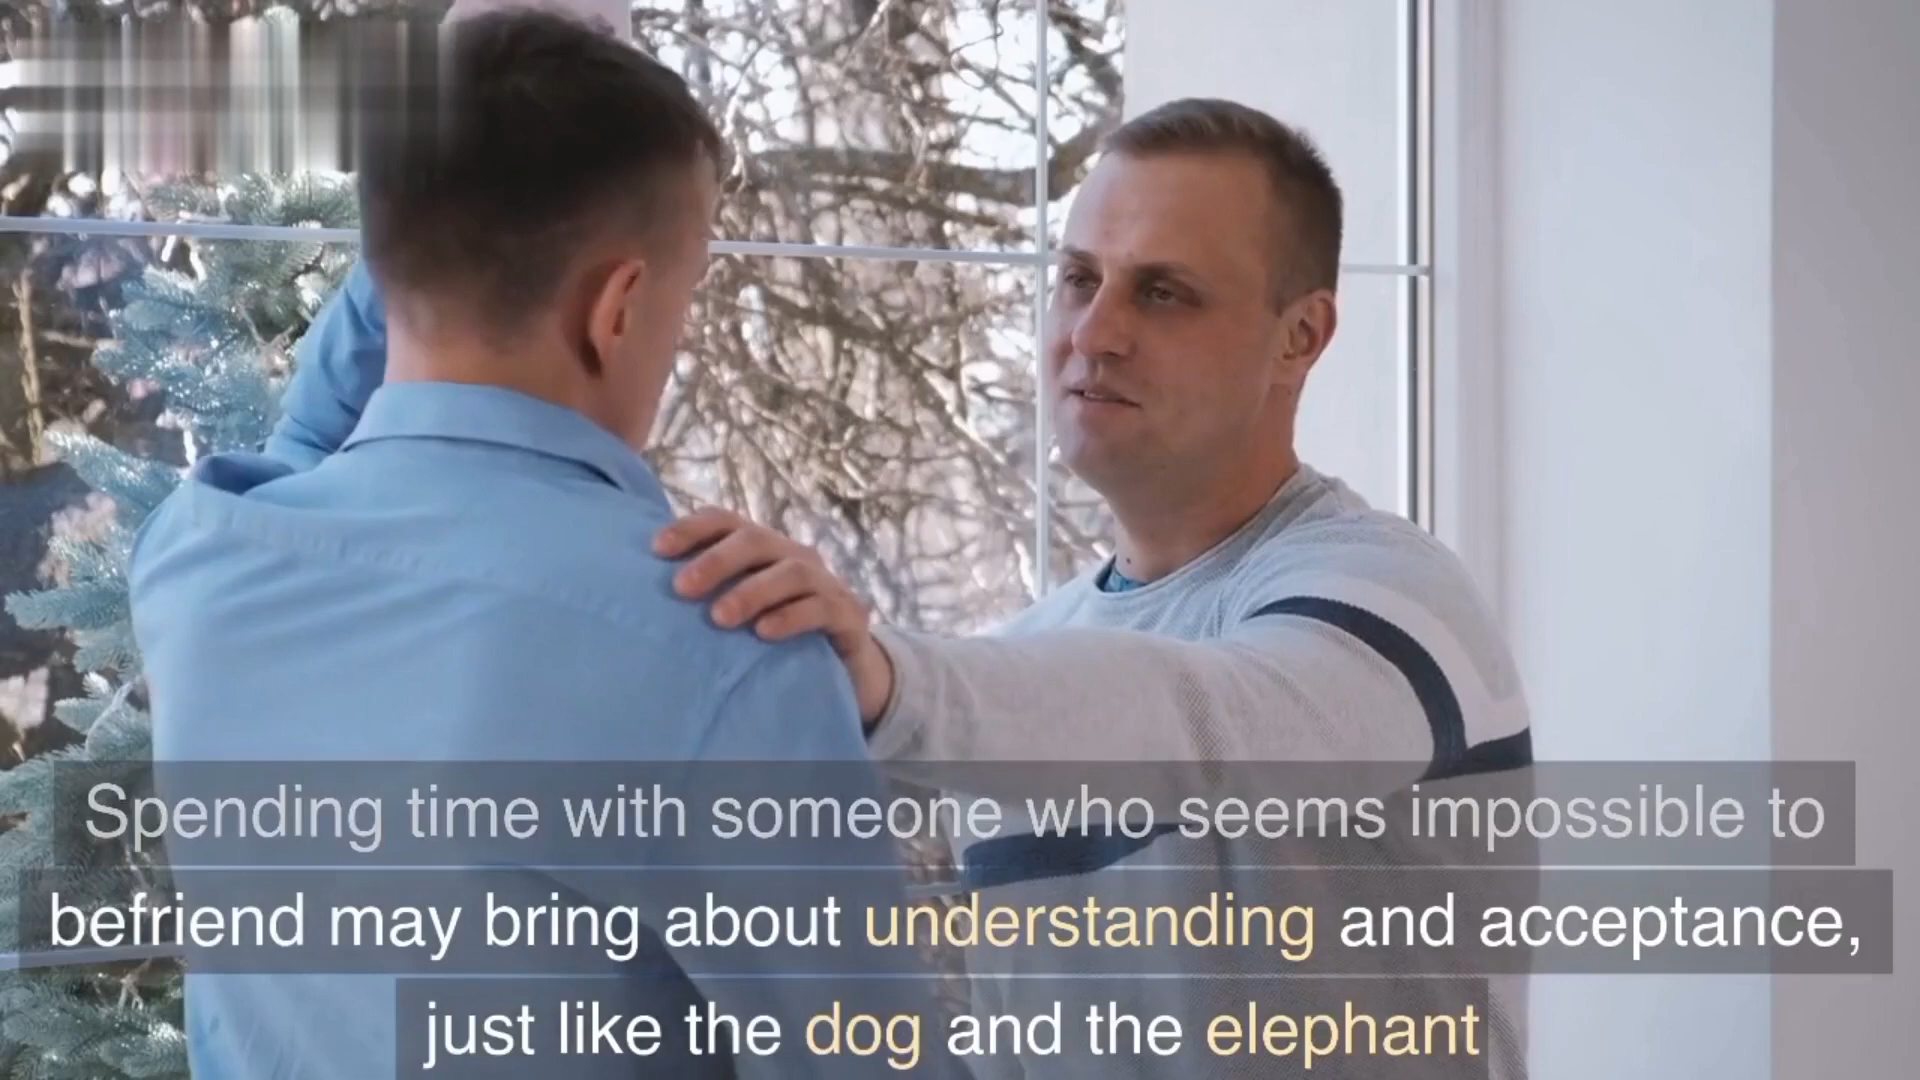 Spending time with someone who seems impossible to
befriend may bring about understanding and acceptance,
just like the dog and the elephant